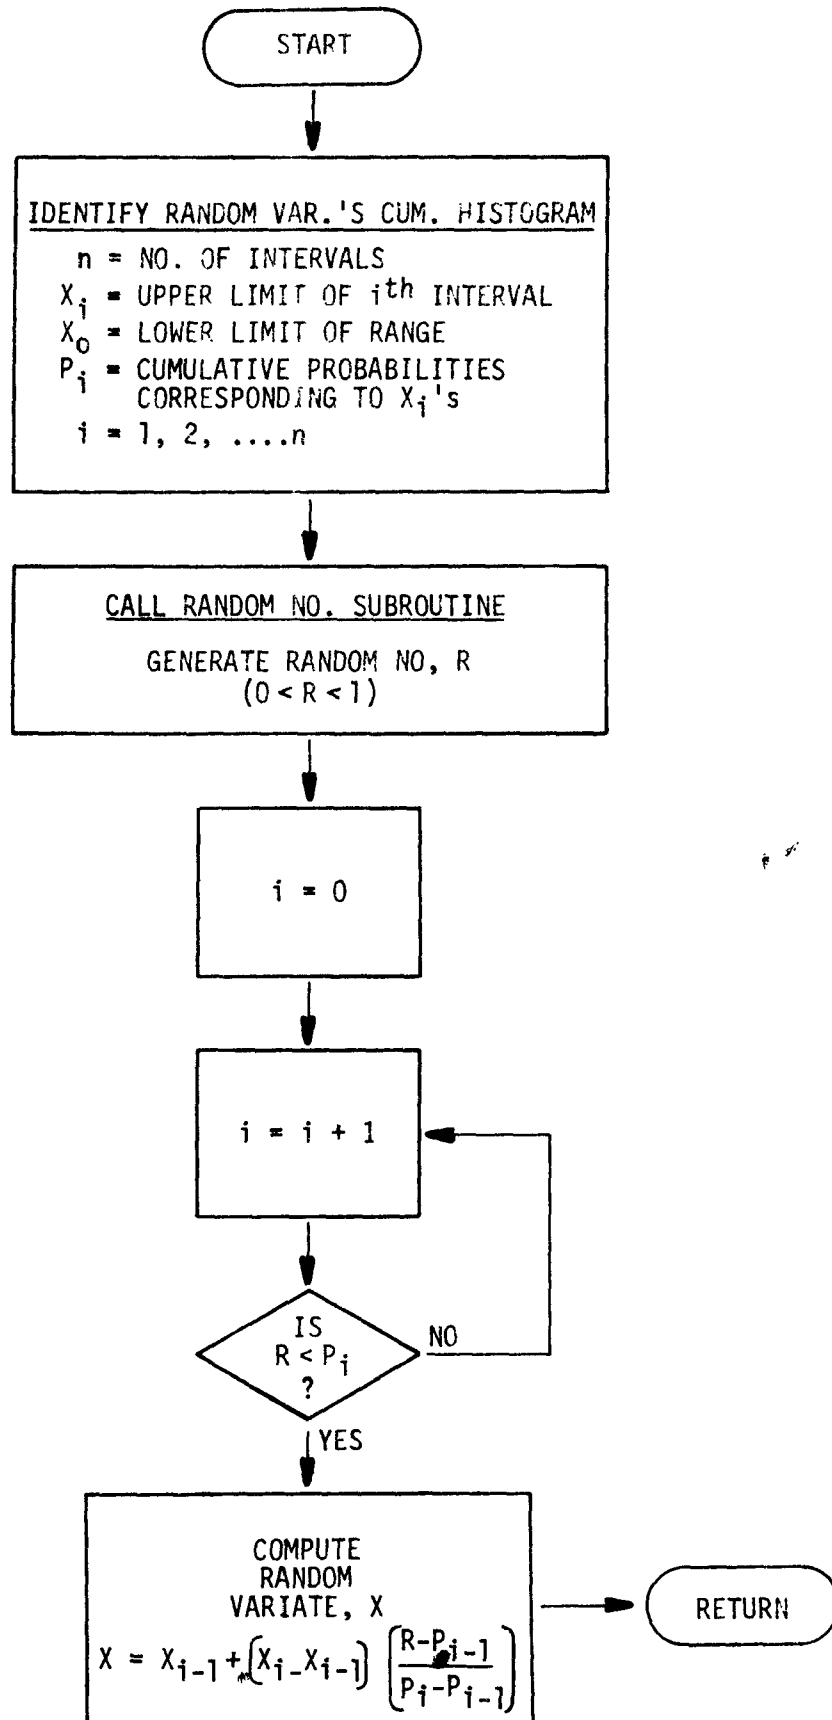 START
IDENTIFY RANDOM VAR.'S CUM. HISTOGRAM
n = NO. OF INTERVALS
X_i = UPPER LIMIT OF i^th INTERVAL
X_o = LOWER LIMIT OF RANGE
P_i = CUMULATIVE PROBABILITIES
CORRESPONDING TO X_i's
i = 1, 2, ....n
CALL RANDOM NO. SUBROUTINE
GENERATE RANDOM NO, R
(0 < R < 1)
i = 0
i = i + 1
IS
R < P_i
?
NO
YES
COMPUTE
RANDOM
VARIATE, X
X = X_{i-1} + (X_i - X_{i-1}) (R-P_{i-1} / P_i-P_{i-1})
RETURN